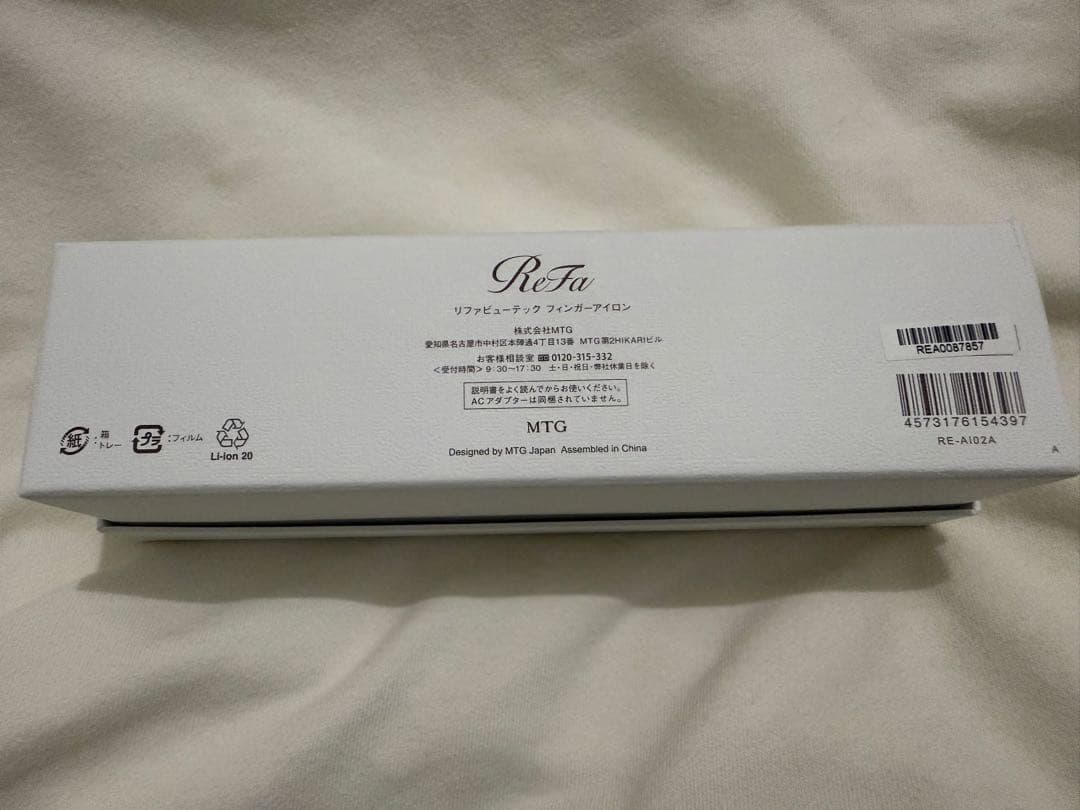 ReFa
リファビューテック フィンガーアイロン
株式会社MTG
愛知県名古屋市中村区本陣通4丁目13番 MTG第2HIKARIビル
お客様相談室 0120-315-332
<受付時間> 9:30〜17:30 土・日・祝日・弊社休業日を除く
説明書をよく読んでからお使いください。
ACアダプターは同梱されていません。
MTG
Designed by MTG Japan Assembled in China
紙:箱
トレー
プラ:フィルム
Li-ion 20
REA0087857
4573176154397
RE-AI02A
A